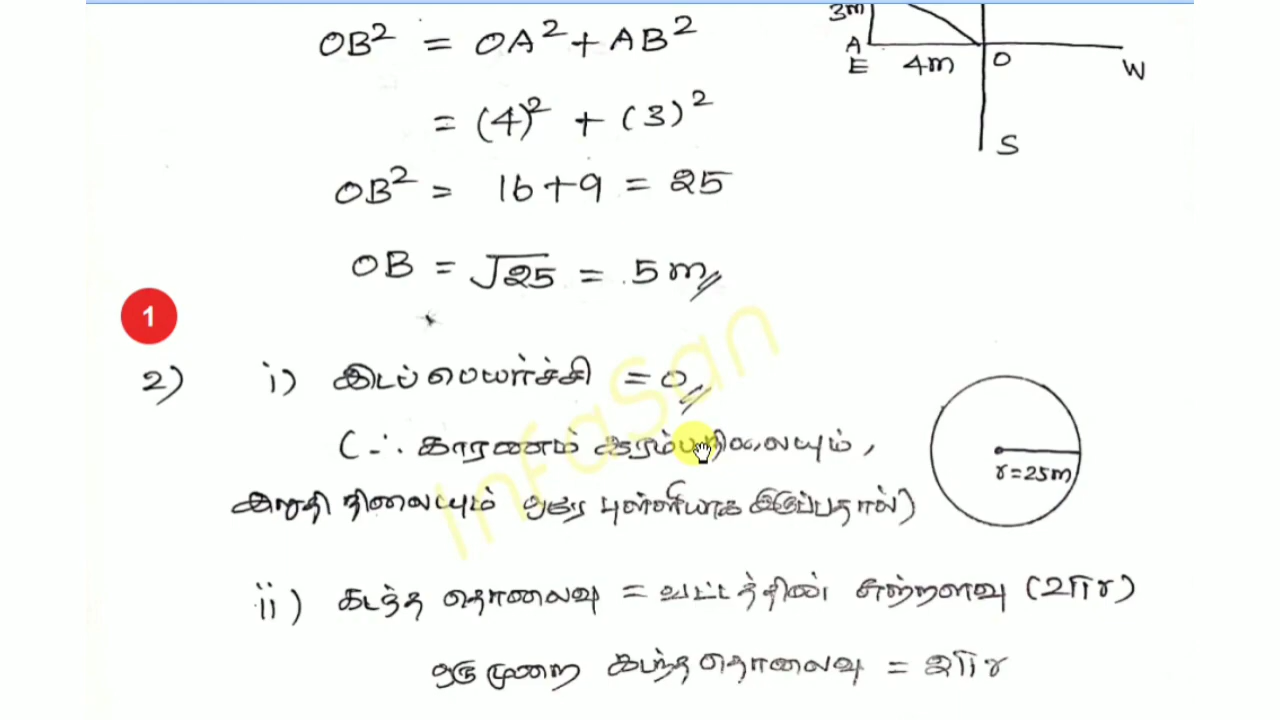 OB² = OA² + AB²
= (4)² + (3)²
OB² = 16 + 9 = 25
OB = √25 = 5 m
3m
A
E
4m
O
W
S
1
2) i) இடப்பெயர்ச்சி = 0
(∴ காரணம் ஆரம்பநிலையும்,
இறுதி நிலையும் ஒரே புள்ளியாக இருப்பதால்)
r=25m
ii) கடந்த தொலைவு = வட்டத்தின் சுற்றளவு (2πr)
ஒரு முறை கடந்த தொலைவு = 2πr
InfaSan